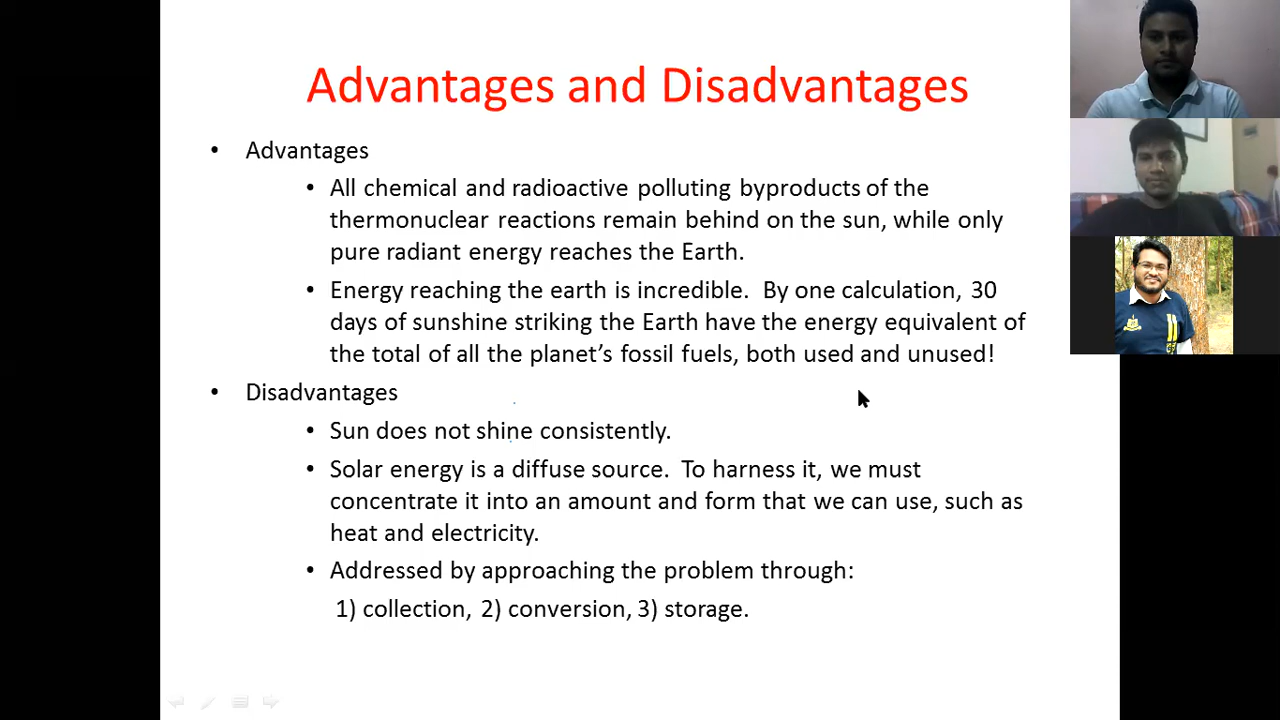 Advantages and Disadvantages
• Advantages
• All chemical and radioactive polluting byproducts of the
thermonuclear reactions remain behind on the sun, while only
pure radiant energy reaches the Earth.
• Energy reaching the earth is incredible. By one calculation, 30
days of sunshine striking the Earth have the energy equivalent of
the total of all the planet’s fossil fuels, both used and unused!
• Disadvantages
• Sun does not shine consistently.
• Solar energy is a diffuse source. To harness it, we must
concentrate it into an amount and form that we can use, such as
heat and electricity.
• Addressed by approaching the problem through:
1) collection, 2) conversion, 3) storage.